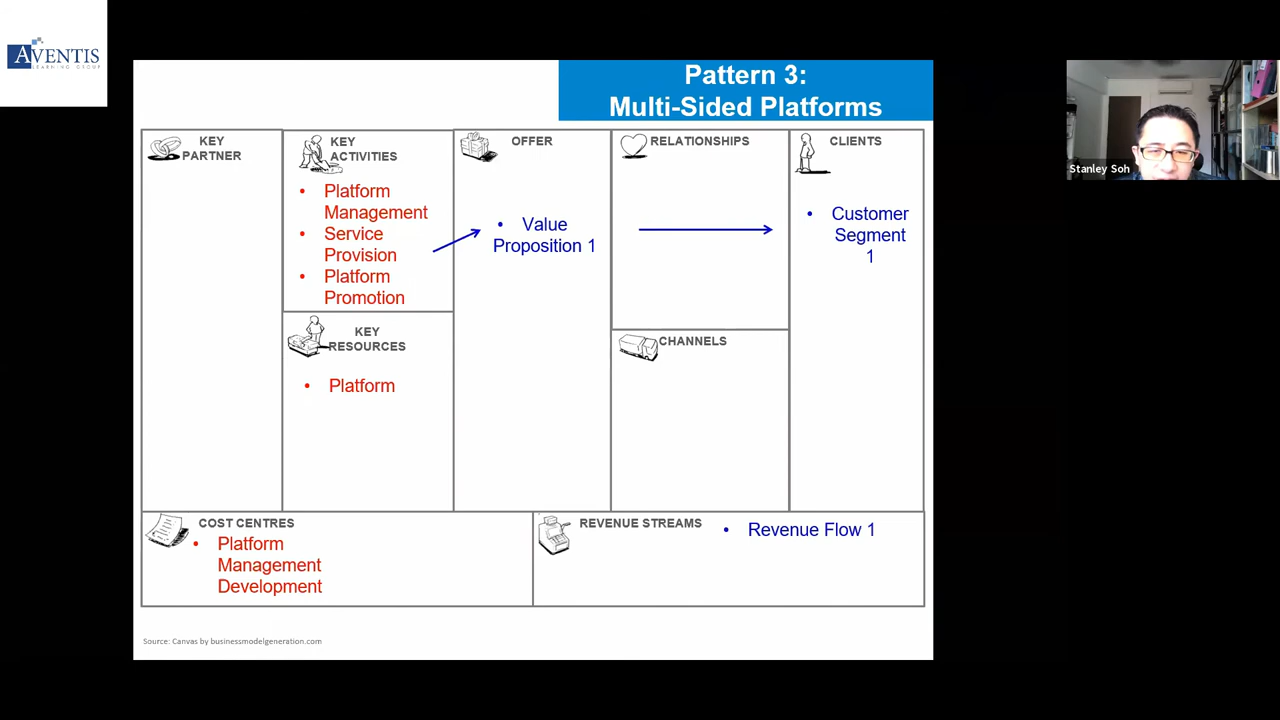 AVENTIS
LEARNING GROUP
Pattern 3:
Multi-Sided Platforms
KEY
PARTNER
KEY
ACTIVITIES
• Platform
Management
• Service
Provision
• Platform
Promotion
KEY
RESOURCES
• Platform
OFFER
• Value
Proposition 1
RELATIONSHIPS
CHANNELS
CLIENTS
• Customer
Segment
1
COST CENTRES
• Platform
Management
Development
REVENUE STREAMS
• Revenue Flow 1
Source: Canvas by businessmodelgeneration.com
Stanley Soh